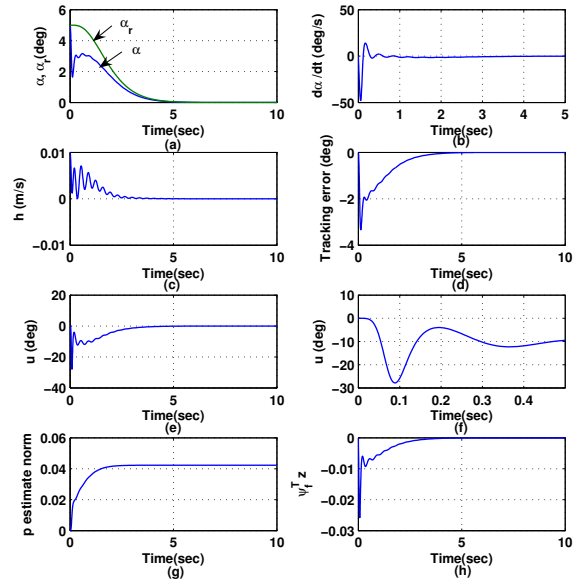 α, α_r(deg)
6
4
2
0
α_r
α
0 5 10
Time(sec)
(a)
dα /dt (deg/s)
50
0
−50
0 1 2 3 4 5
Time(sec)
(b)
h (m/s)
0.01
0
−0.01
0 5 10
Time(sec)
(c)
Tracking error (deg)
0
−2
−4
0 5 10
Time(sec)
(d)
u (deg)
20
0
−20
−40
0 5 10
Time(sec)
(e)
u (deg)
10
0
−10
−20
−30
0 0.1 0.2 0.3 0.4
Time(sec)
(f)
p estimate norm
0.06
0.04
0.02
0
0 5 10
Time(sec)
(g)
ψ_f^T z
0
−0.01
−0.02
−0.03
0 5 10
Time(sec)
(h)